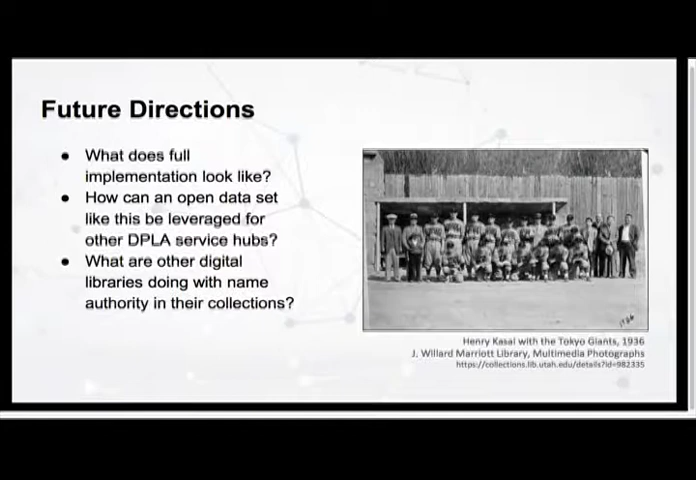 Future Directions
● What does full
implementation look like?
● How can an open data set
like this be leveraged for
other DPLA service hubs?
● What are other digital
libraries doing with name
authority in their collections?
1936
Henry Kasai with the Tokyo Giants, 1936
J. Willard Marriott Library, Multimedia Photographs
https://collections.lib.utah.edu/details?id=982335